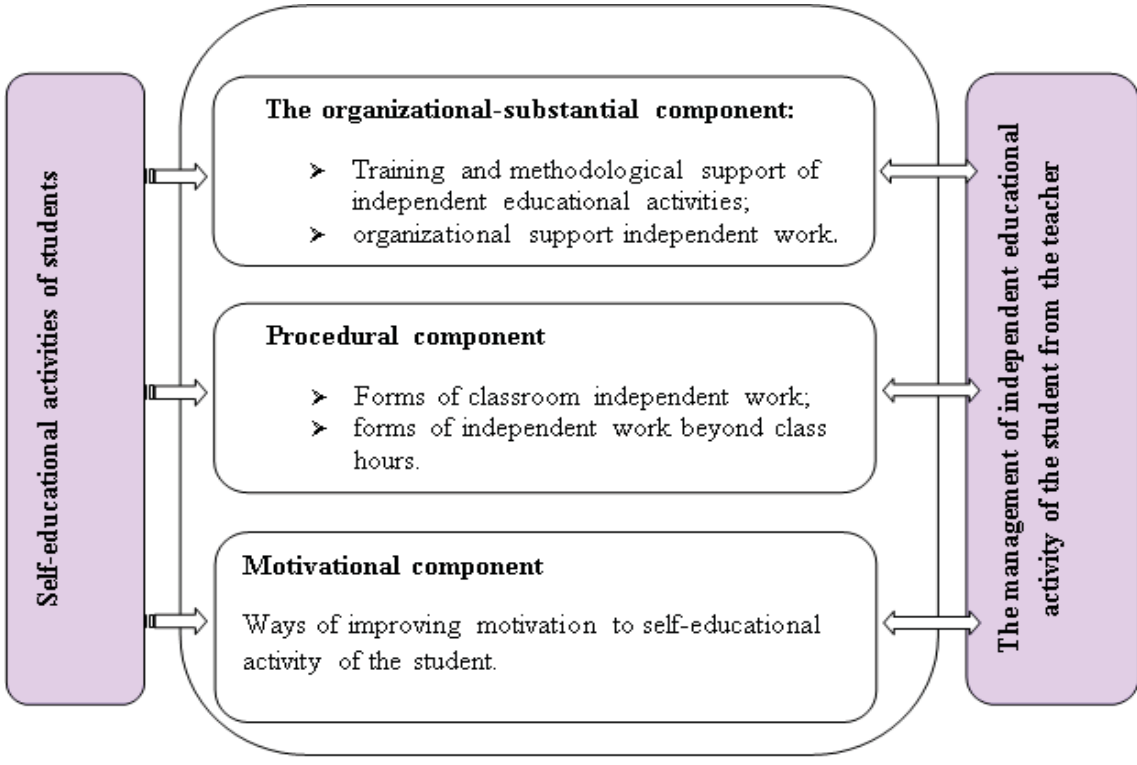 Self-educational activities of students
The organizational-substantial component:
➢ Training and methodological support of
independent educational activities;
➢ organizational support independent work.
Procedural component
➢ Forms of classroom independent work;
➢ forms of independent work beyond class
hours.
Motivational component
Ways of improving motivation to self-educational
activity of the student.
The management of independent educational
activity of the student from the teacher